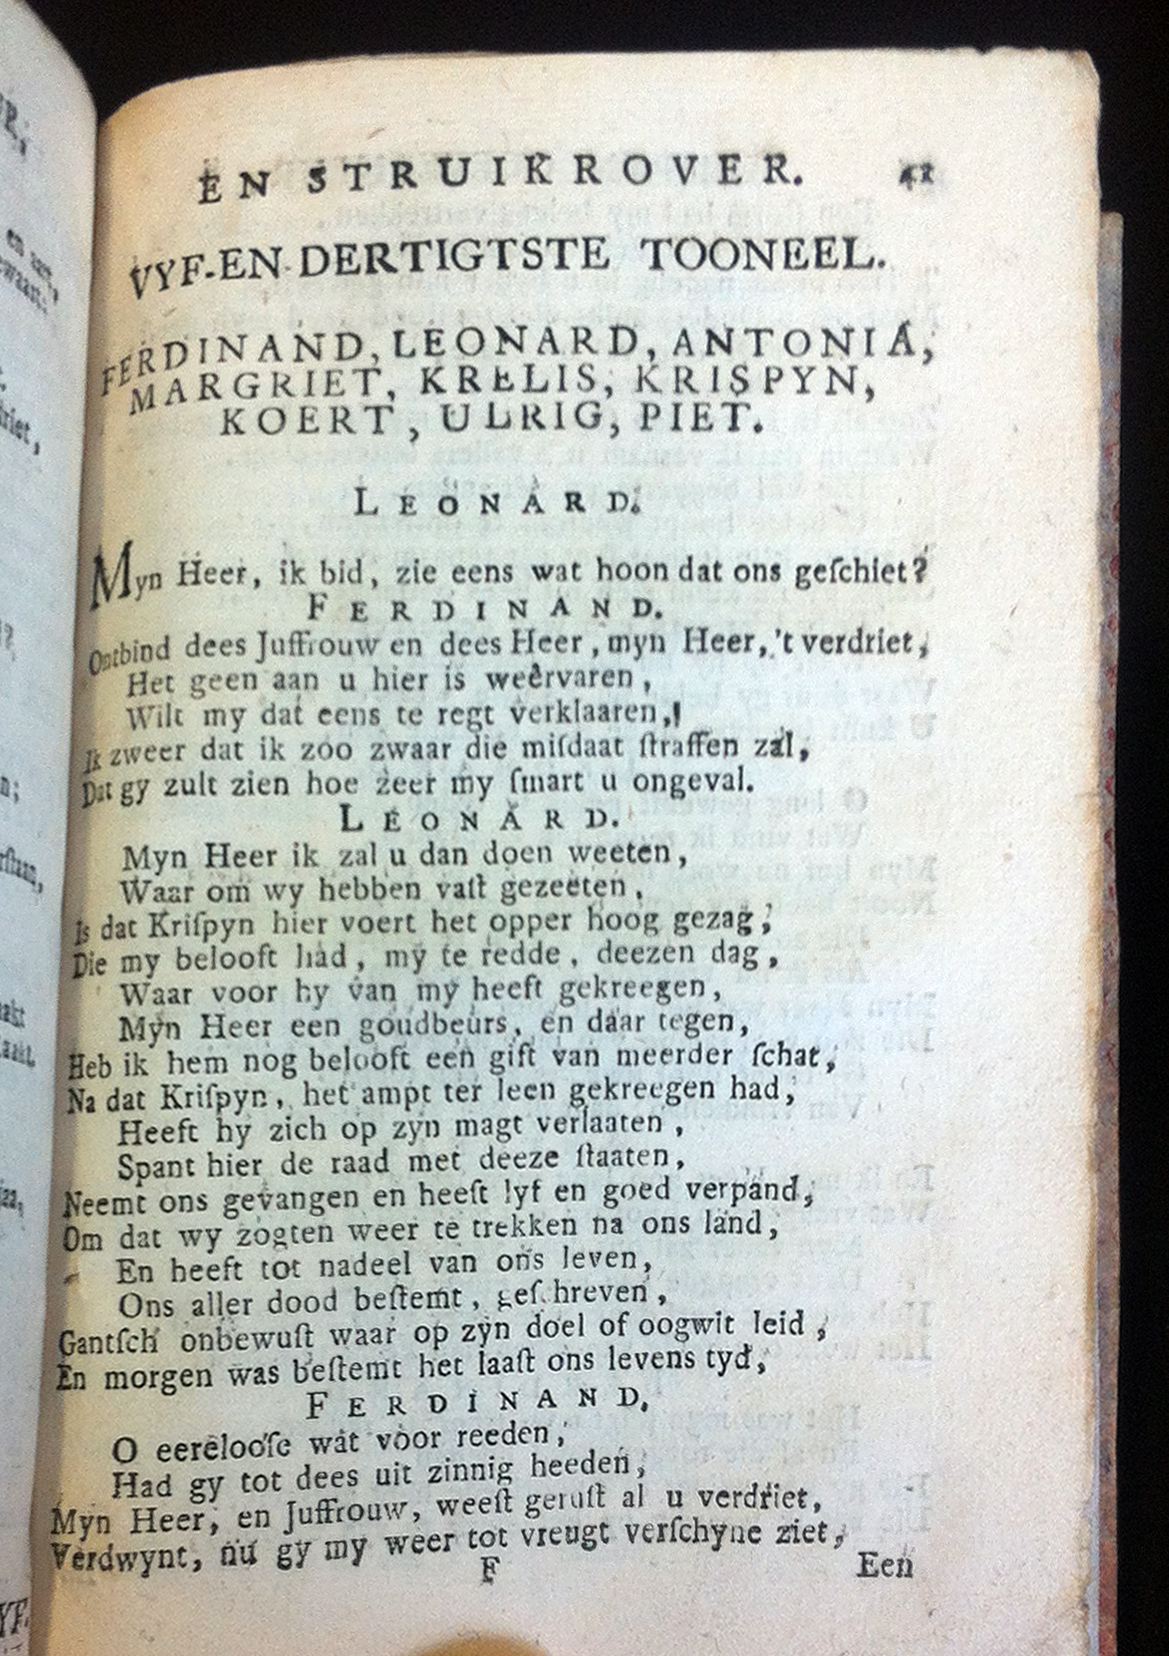 EN STRUIKROVER. 41
VYF-EN-DERTIGTSTE TOONEEL.
FERDINAND, LEONARD, ANTONIA,
MARGRIET, KRELIS, KRISPYN,
KOERT, ULRIG, PIET.
LEONARD.
Myn Heer, ik bid, zie eens wat hoon dat ons geſchiet?
FERDINAND.
Ontbind dees Juffrouw en dees Heer, myn Heer, 't verdriet,
Het geen aan u hier is weêrvaren,
Wilt my dat eens te regt verklaaren,
Ik zweer dat ik zoo zwaar die miſdaat ſtraffen zal,
Dat gy zult zien hoe zeer my ſmart u ongeval.
LEONARD.
Myn Heer ik zal u dan doen weeten,
Waar om wy hebben vaſt gezeeten,
Is dat Kriſpyn hier voert het opper hoog gezag;
Die my belooft had, my te redde, deezen dag,
Waar voor hy van my heeft gekreegen,
Myn Heer een goudbeurs, en daar tegen,
Heb ik hem nog belooft een gift van meerder ſchat;
Na dat Kriſpyn, het ampt ter leen gekreegen had,
Heeft hy zich op zyn magt verlaaten,
Spant hier de raad met deeze ſtaaten,
Neemt ons gevangen en heeft lyf en goed verpand,
Om dat wy zogten weer te trekken na ons land,
En heeft tot nadeel van ons leven,
Ons aller dood beſtemt, geſchreven,
Gantſch onbewuſt waar op zyn doel of oogwit leid,
En morgen was beſtemt het laaſt ons levens tyd,
FERDINAND.
O eerelooſe wat voor reeden,
Had gy tot dees uit zinnig heeden,
Myn Heer, en Juffrouw, weeſt geruſt al u verdriet,
Verdwynt, nu gy my weer tot vreugt verſchyne ziet,
F Een